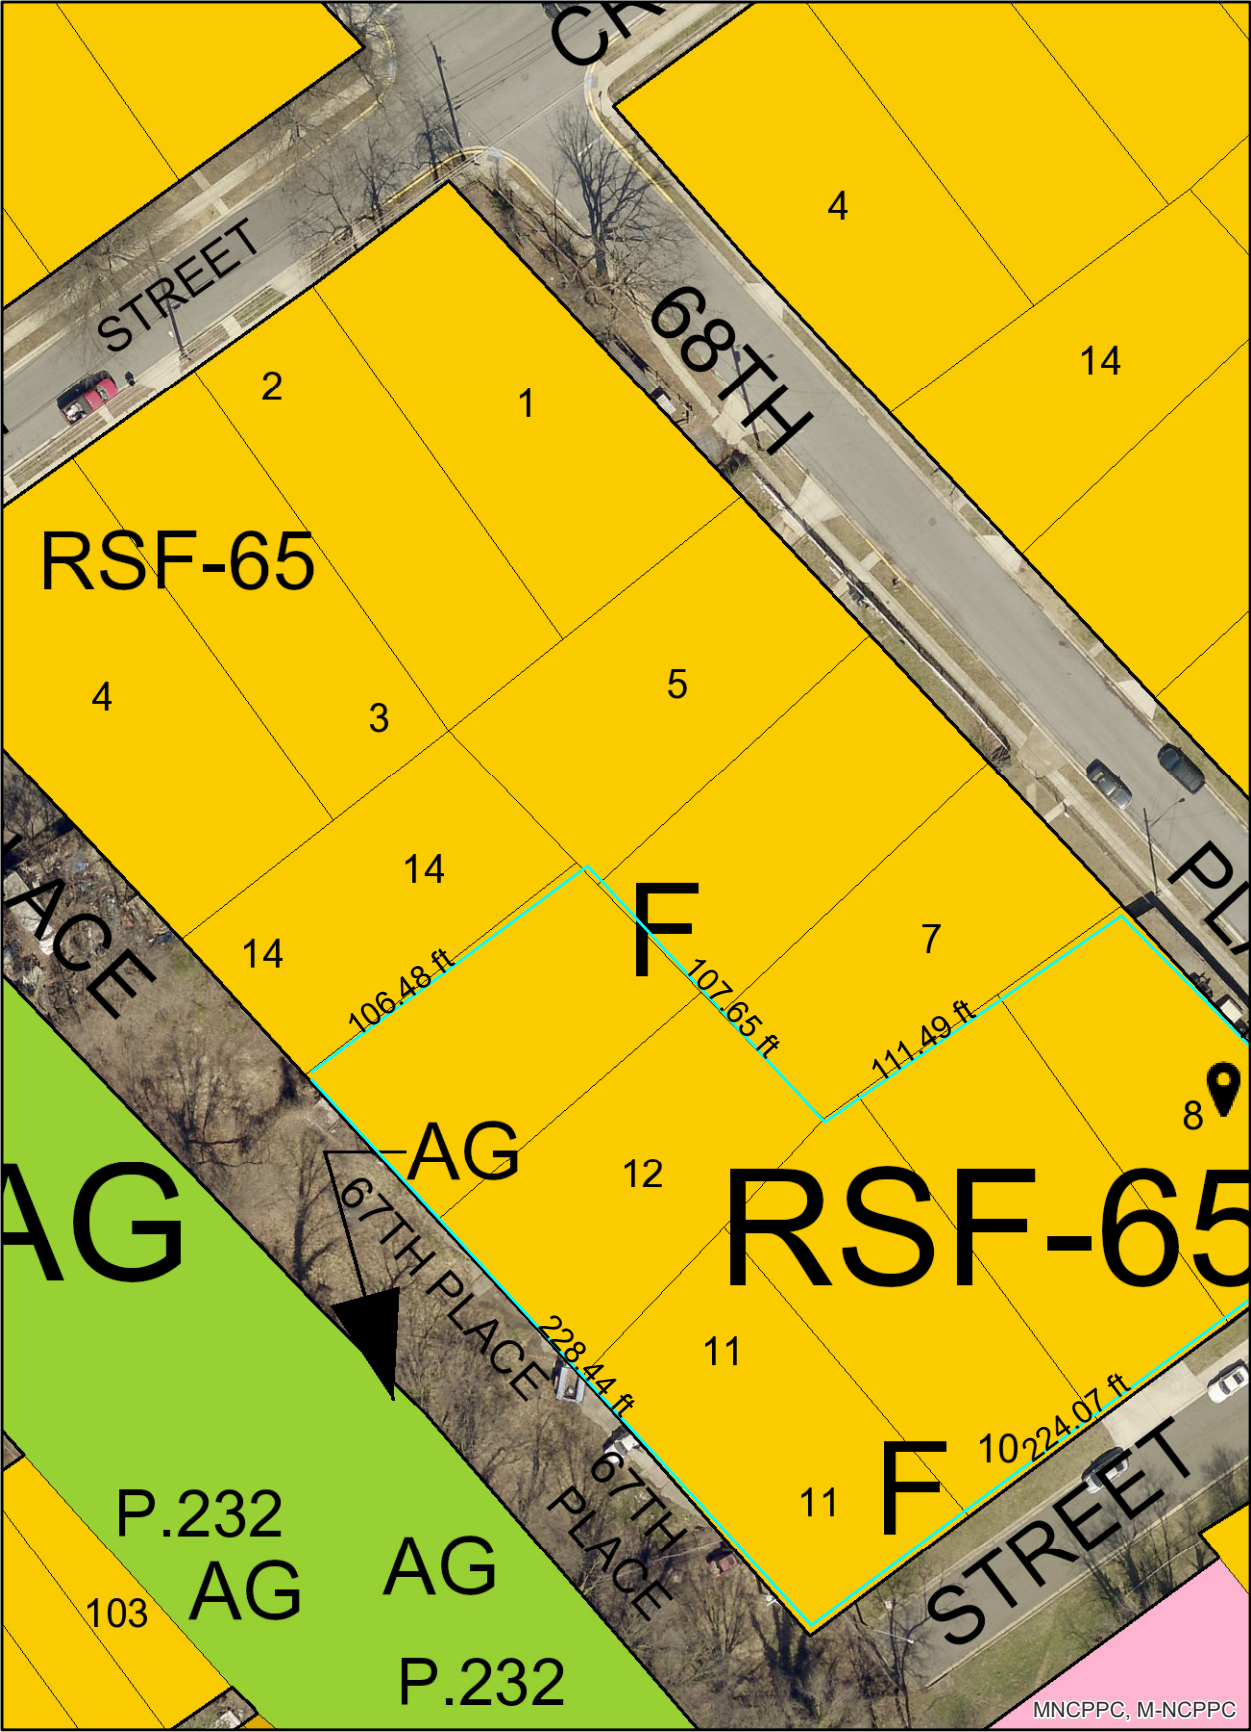 CR
STREET
4
68TH
14
2
1
RSF-65
4
3
5
PLA
14
LACE
F
7
14
106.48 ft
107.65 ft
111.49 ft
8
AG
12
AG
67TH PLACE
RSF-65
228.44 ft
11
224.07 ft
10
F
11
67TH
PLACE
STREET
P.232
AG
AG
103
P.232
MNCPPC, M-NCPPC